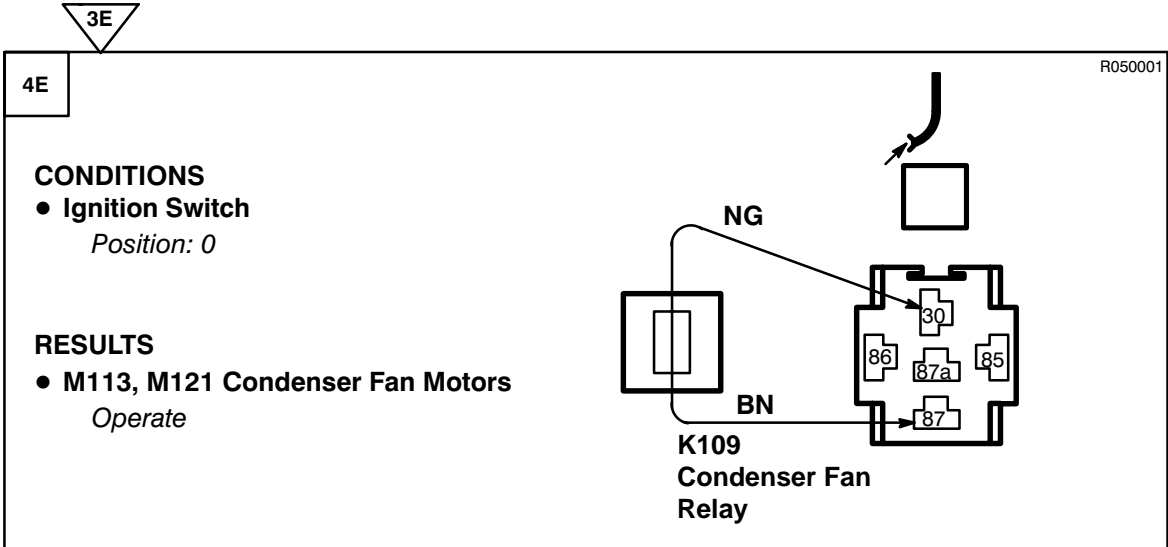 3E
4E
R050001
CONDITIONS
● Ignition Switch
Position: 0
RESULTS
● M113, M121 Condenser Fan Motors
Operate
NG
BN
K109
Condenser Fan
Relay
30
86
87a
85
87